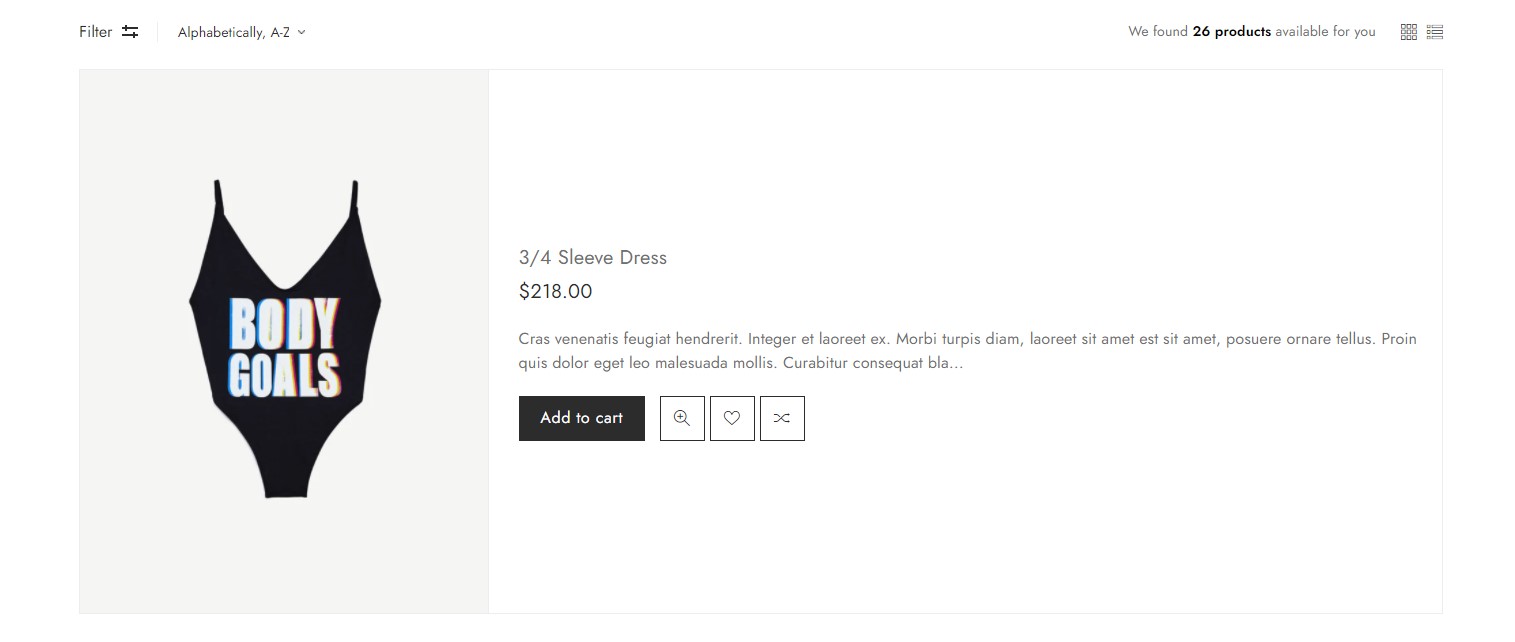 Filter
Alphabetically, A-Z
We found 26 products available for you
BODY
GOALS
3/4 Sleeve Dress
$218.00
Cras venenatis feugiat hendrerit. Integer et laoreet ex. Morbi turpis diam, laoreet sit amet est sit amet, posuere ornare tellus. Proin
quis dolor eget leo malesuada mollis. Curabitur consequat bla...
Add to cart